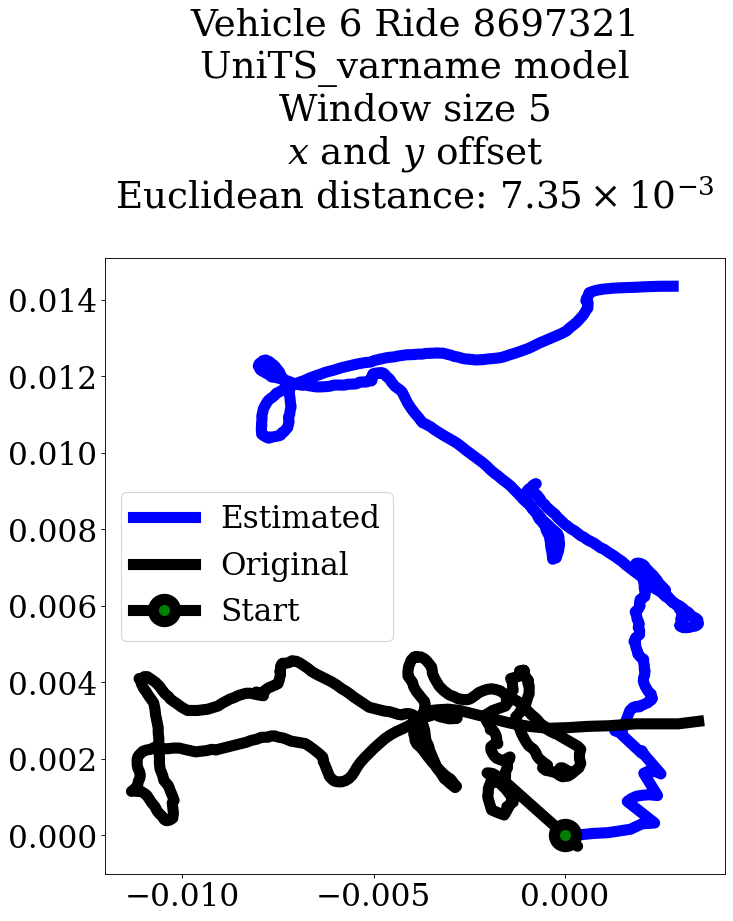 Vehicle 6 Ride 8697321
UniTS_varname model
Window size 5
x and y offset
Euclidean distance: 7.35 × 10⁻³
0.014
0.012
0.010
0.008
0.006
0.004
0.002
0.000
Estimated
Original
Start
−0.010 −0.005 0.000